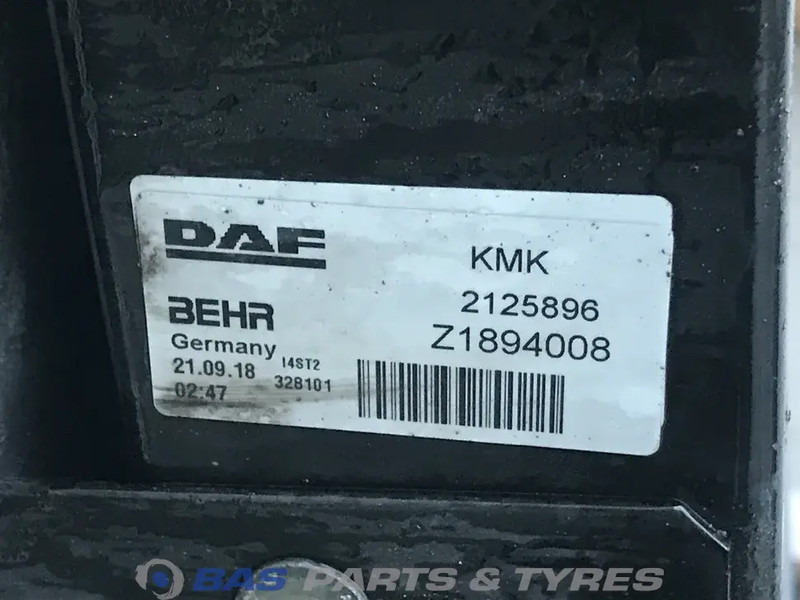 DAF
KMK
2125896
BEHR
Z1894008
Germany
I4ST2
21.09.18
328101
02:47
BAS PARTS & TYRES